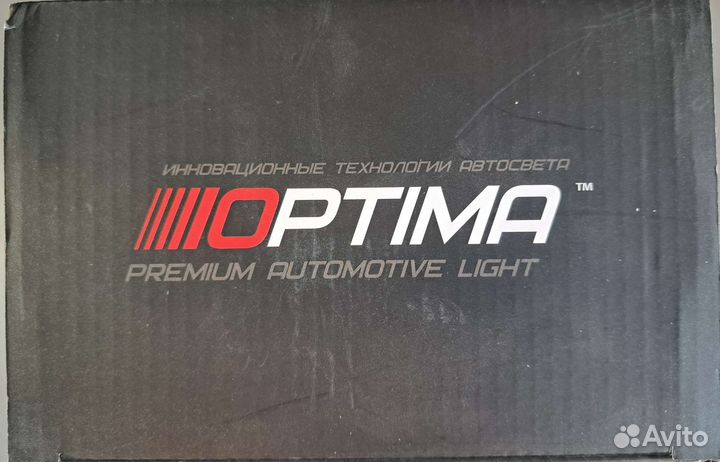 ИННОВАЦИОННЫЕ ТЕХНОЛОГИИ АВТОСВЕТА
OPTIMA™
PREMIUM AUTOMOTIVE LIGHT
Avito